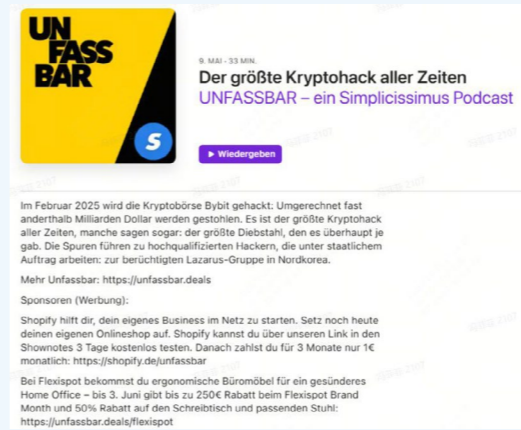 UN
FASS
BAR
S
9. MAI - 33 MIN.
Der größte Kryptohack aller Zeiten
UNFASSBAR – ein Simplicissimus Podcast
▶ Wiedergeben
Im Februar 2025 wird die Kryptobörse Bybit gehackt: Umgerechnet fast
anderthalb Milliarden Dollar werden gestohlen. Es ist der größte Kryptohack
aller Zeiten, manche sagen sogar: der größte Diebstahl, den es überhaupt je
gab. Die Spuren führen zu hochqualifizierten Hackern, die unter staatlichem
Auftrag arbeiten: zur berüchtigten Lazarus-Gruppe in Nordkorea.
Mehr Unfassbar: https://unfassbar.deals
Sponsoren (Werbung):
Shopify hilft dir, dein eigenes Business im Netz zu starten. Setz noch heute
deinen eigenen Onlineshop auf. Shopify kannst du über unseren Link in den
Shownotes 3 Tage kostenlos testen. Danach zahlst du für 3 Monate nur 1€
monatlich: https://shopify.de/unfassbar
Bei Flexispot bekommst du ergonomische Büromöbel für ein gesünderes
Home Office – bis 3. Juni gibt bis zu 250€ Rabatt beim Flexispot Brand
Month und 50% Rabatt auf den Schreibtisch und passenden Stuhl:
https://unfassbar.deals/flexispot